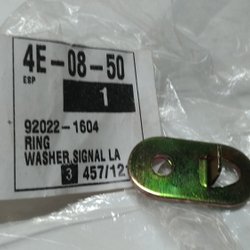 4E-08-50
ESP
1
92022-1604
RING
WASHER,SIGNAL LA
3 457/12